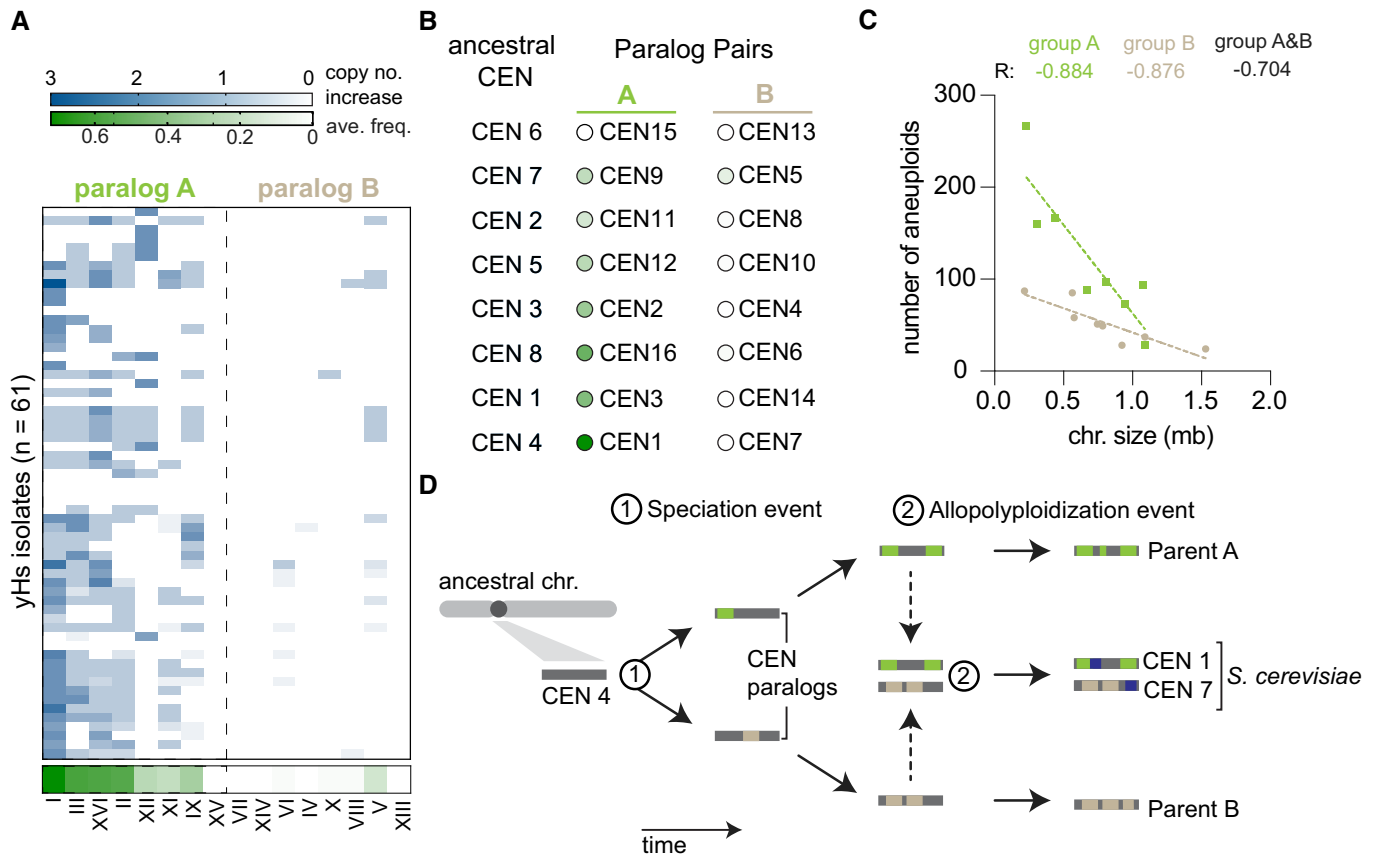 A
3 2 1 0 copy no.
increase
0.6 0.4 0.2 0 ave. freq.
paralog A paralog B
yHs isolates (n = 61)
I III XVI II XII XI IX XV VII XIV VI IV X VIII V XIII
B
ancestral
CEN
Paralog Pairs
A B
CEN 6 CEN15 CEN13
CEN 7 CEN9 CEN5
CEN 2 CEN11 CEN8
CEN 5 CEN12 CEN10
CEN 3 CEN2 CEN4
CEN 8 CEN16 CEN6
CEN 1 CEN3 CEN14
CEN 4 CEN1 CEN7
C
group A group B group A&B
R: -0.884 -0.876 -0.704
number of aneuploids
300
200
100
0
0.0 0.5 1.0 1.5 2.0
chr. size (mb)
D
1 Speciation event
2 Allopolyploidization event
ancestral chr.
CEN 4
1
CEN
paralogs
2
Parent A
CEN 1
CEN 7
S. cerevisiae
Parent B
time